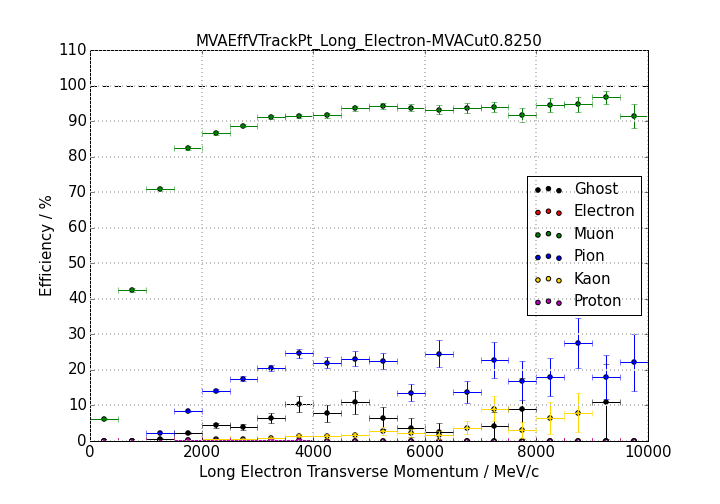 MVAEffVTrackPt_Long_Electron-MVACut0.8250
110
100
90
80
70
60
50
40
30
20
10
0
Efficiency / %
Ghost
Electron
Muon
Pion
Kaon
Proton
0 2000 4000 6000 8000 10000
Long Electron Transverse Momentum / MeV/c